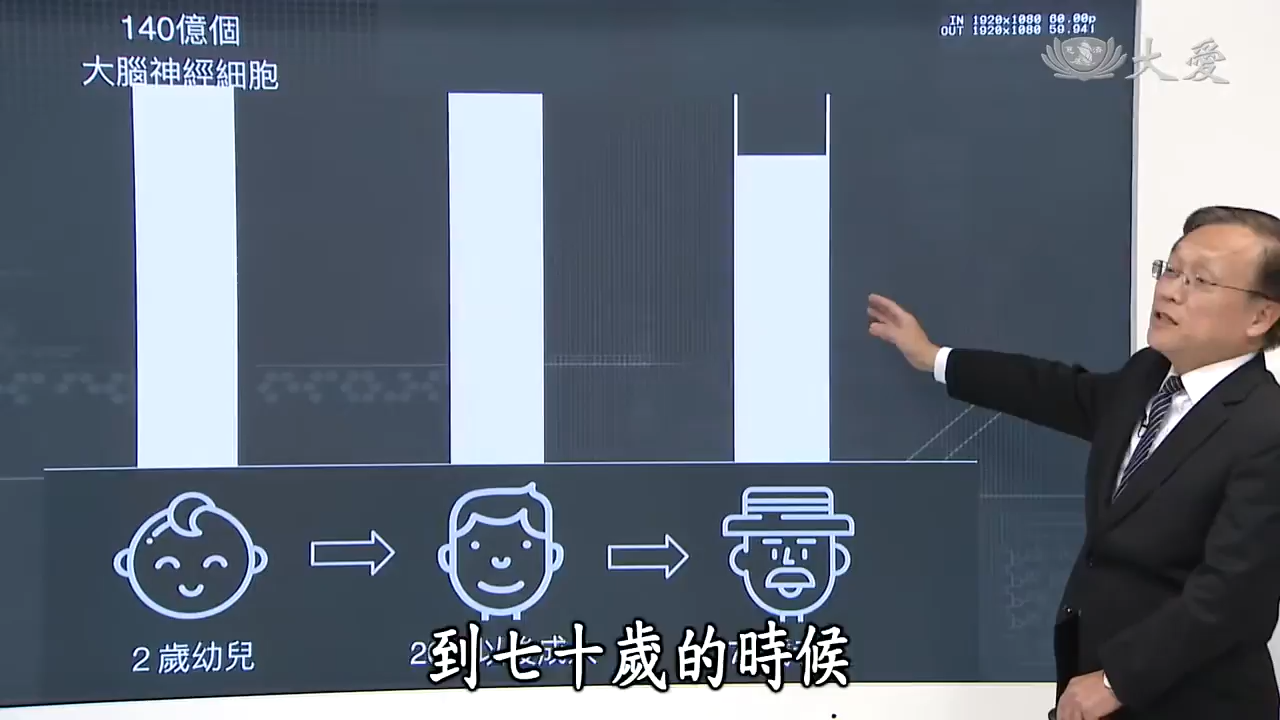 140億個
大腦神經細胞
IN 1920x1080 60.00p
OUT 1920x1080 59.94i
大愛
2歲幼兒
到七十歲的時候